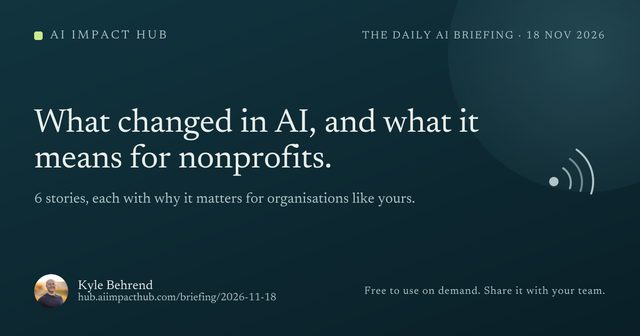 AI IMPACT HUB
THE DAILY AI BRIEFING · 18 NOV 2026
What changed in AI, and what it
means for nonprofits.
6 stories, each with why it matters for organisations like yours.
Kyle Behrend
hub.aiimpacthub.com/briefing/2026-11-18
Free to use on demand. Share it with your team.